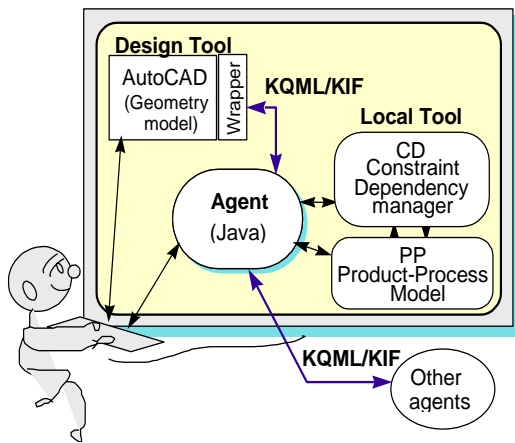 Design Tool
AutoCAD
(Geometry
model)
Wrapper
KQML/KIF
Local Tool
CD
Constraint
Dependency
manager
Agent
(Java)
PP
Product-Process
Model
KQML/KIF
Other
agents